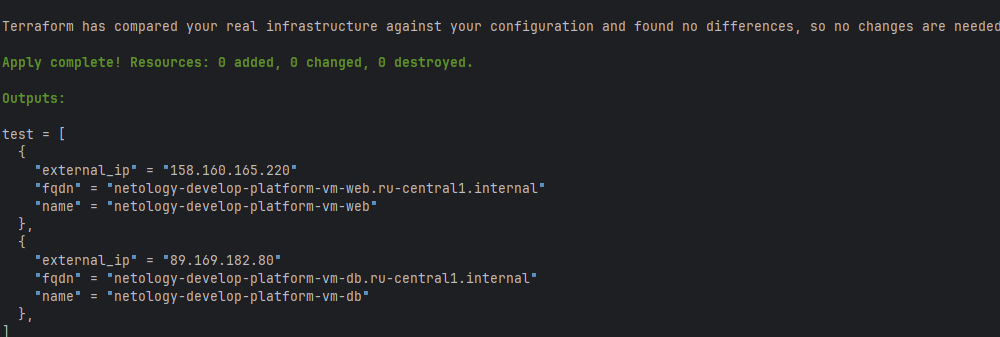 Terraform has compared your real infrastructure against your configuration and found no differences, so no changes are needed
Apply complete! Resources: 0 added, 0 changed, 0 destroyed.
Outputs:
test = [
  {
    "external_ip" = "158.160.165.220"
    "fqdn" = "netology-develop-platform-vm-web.ru-central1.internal"
    "name" = "netology-develop-platform-vm-web"
  },
  {
    "external_ip" = "89.169.182.80"
    "fqdn" = "netology-develop-platform-vm-db.ru-central1.internal"
    "name" = "netology-develop-platform-vm-db"
  },
]